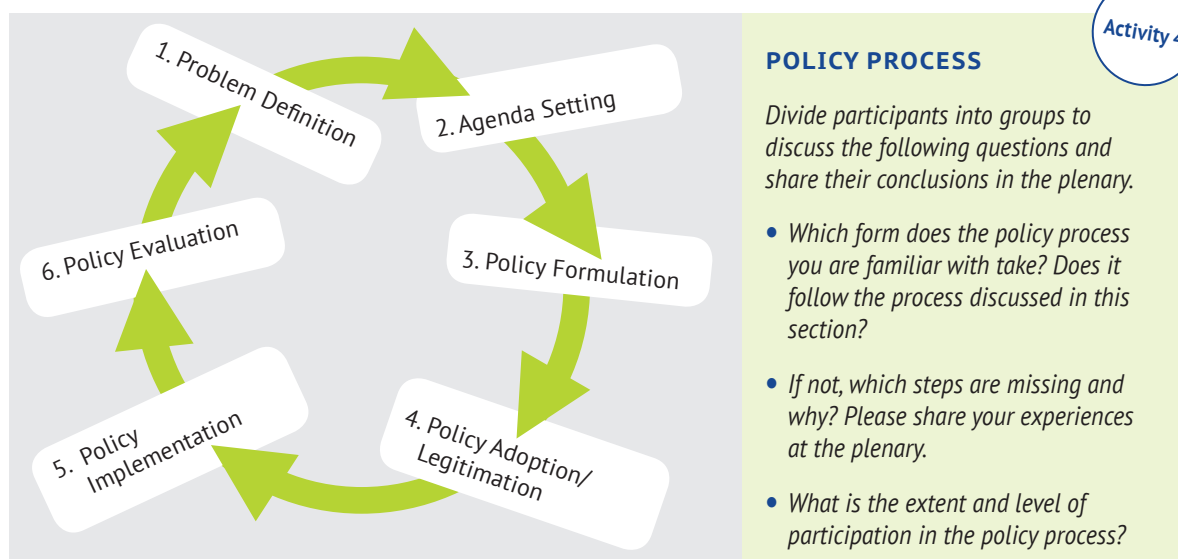 1. Problem Definition
2. Agenda Setting
3. Policy Formulation
4. Policy Adoption/
Legitimation
5. Policy
Implementation
6. Policy Evaluation
Activity 4
POLICY PROCESS
Divide participants into groups to
discuss the following questions and
share their conclusions in the plenary.
• Which form does the policy process
you are familiar with take? Does it
follow the process discussed in this
section?
• If not, which steps are missing and
why? Please share your experiences
at the plenary.
• What is the extent and level of
participation in the policy process?